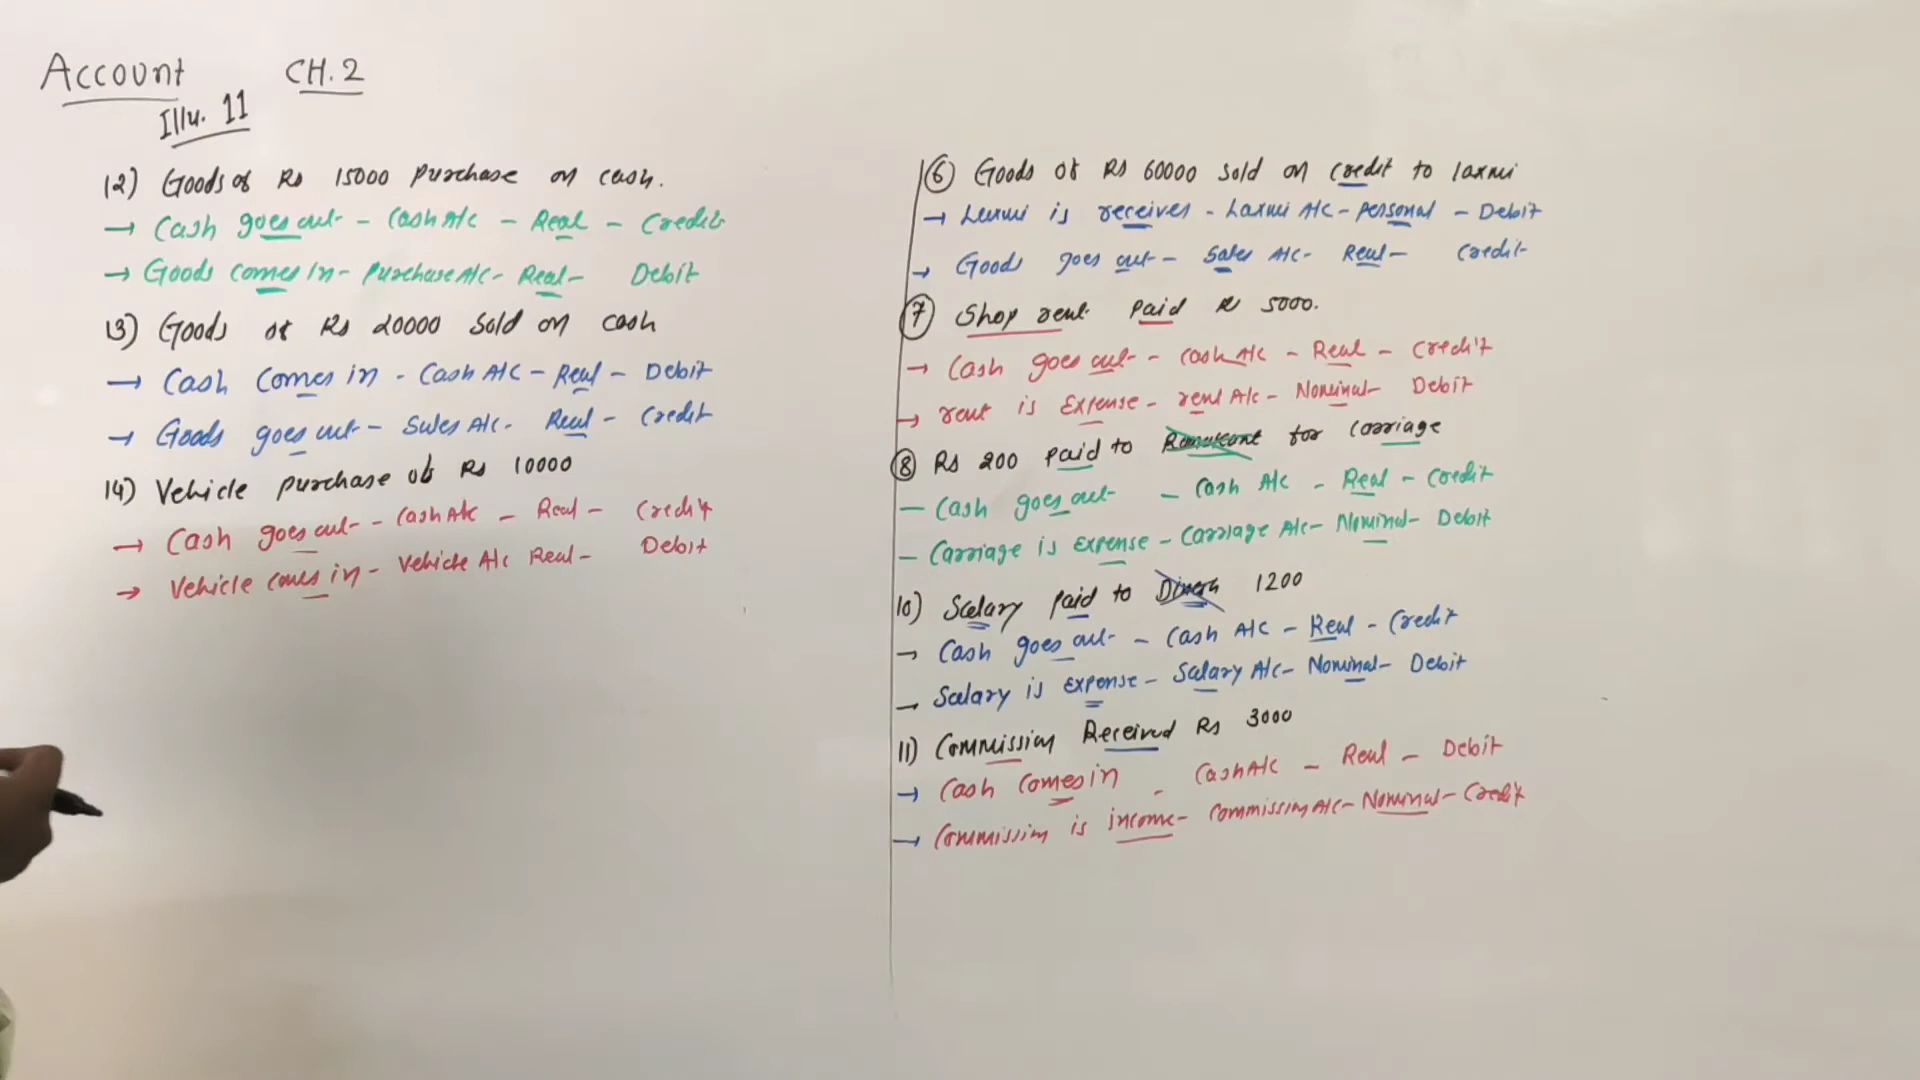 Account CH.2
Illu. 11
12) Goods of Rs 15000 purchase on cash.
→ Cash goes out - Cash A/c - Real - Credit
→ Goods comes in - purchase A/c - Real - Debit
13) Goods of Rs 20000 Sold on cash
→ Cash Comes in - Cash A/c - Real - Debit
→ Goods goes out - Sales A/c - Real - Credit
14) Vehicle purchase of Rs 10000
→ Cash goes out - Cash A/c - Real - Credit
→ Vehicle comes in - Vehicle A/c Real - Debit
6 Goods of Rs 60000 sold on credit to laxmi
→ Laxmi is receives - Laxmi A/c - personal - Debit
→ Goods goes out - Sales A/c - Real - Credit
7 Shop rent paid Rs 5000.
→ Cash goes out - cash A/c - Real - Credit
→ rent is Expense - rent A/c - Nominal - Debit
8 Rs 200 paid to for Carriage
- Cash goes out - Cash A/c - Real - Credit
- Carriage is expense - Carriage A/c - Nominal - Debit
10) Salary paid to Dinesh 1200
→ Cash goes out - Cash A/c - Real - Credit
→ Salary is expense - Salary A/c - Nominal - Debit
11) Commission Received Rs 3000
→ Cash Comes in - Cash A/c - Real - Debit
→ Commission is income - Commission A/c - Nominal - Credit